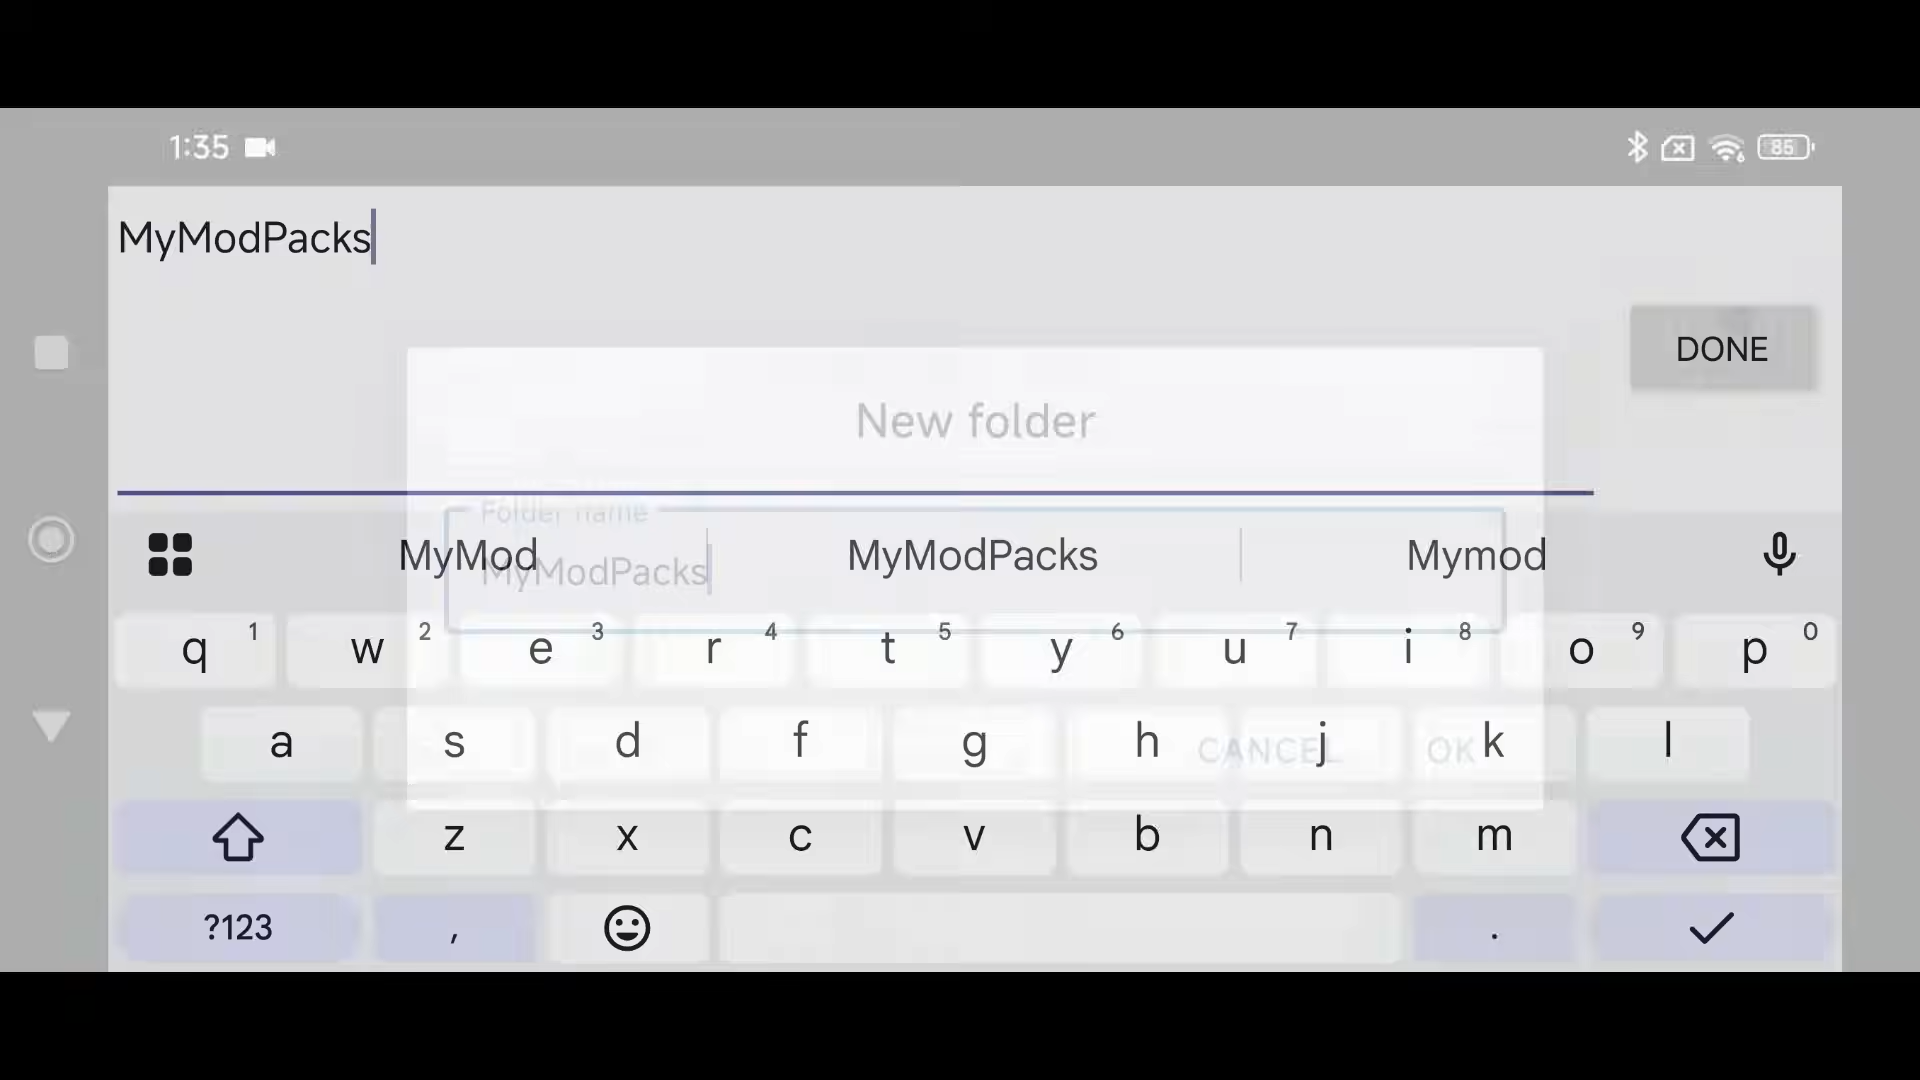 1:35 85
MyModPacks
DONE
New folder
Folder name
MyModPacks
MyMod MyModPacks Mymod
q 1 w 2 e 3 r 4 t 5 y 6 u 7 i 8 o 9 p 0
a s d f g h j k l
CANCEL OK
z x c v b n m
?123 , .